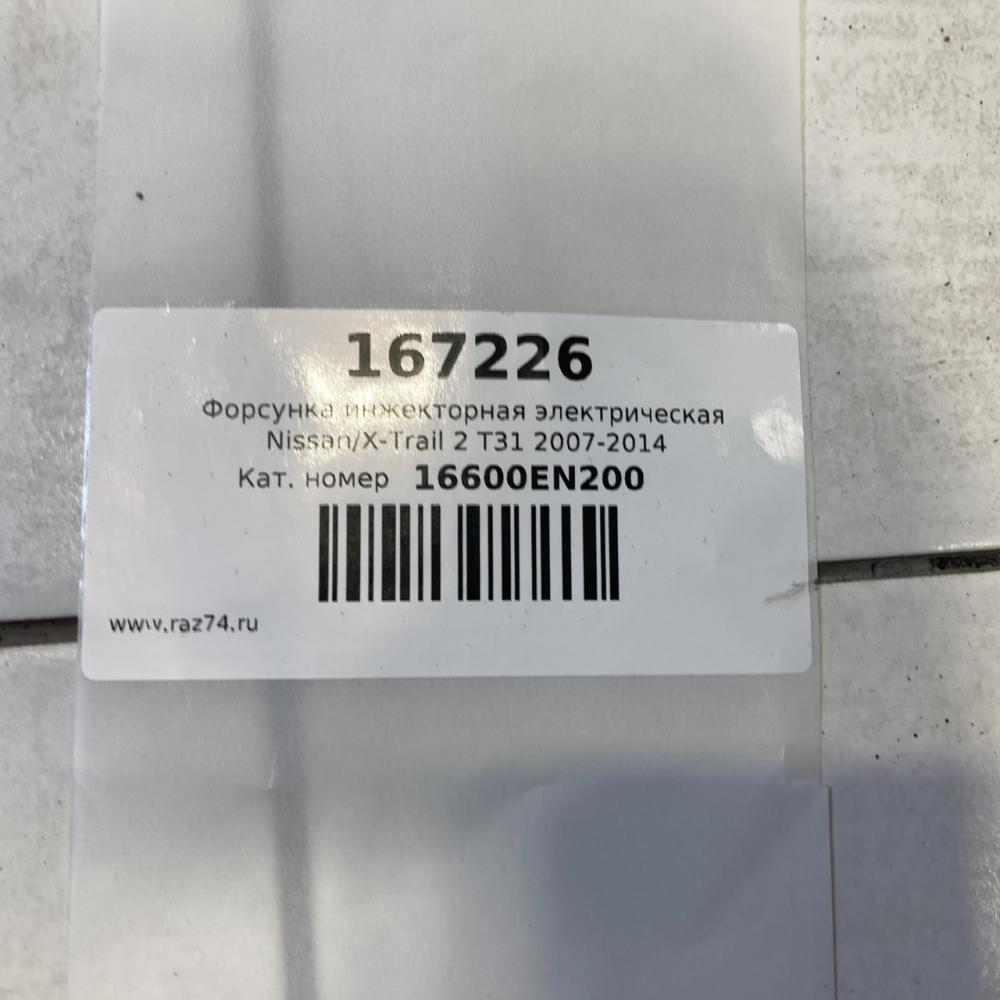 167226
Форсунка инжекторная электрическая
Nissan/X-Trail 2 T31 2007-2014
Кат. номер 16600EN200
www.raz74.ru